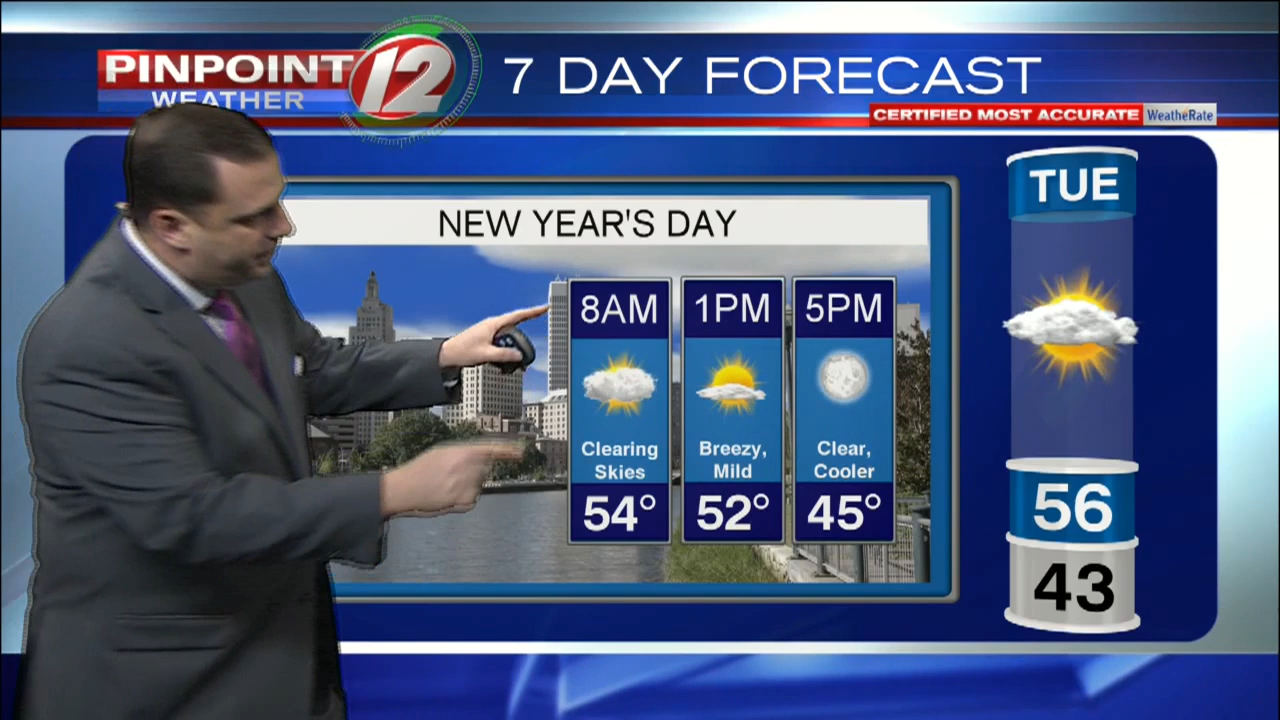 PINPOINT 12
WEATHER
7 DAY FORECAST
CERTIFIED MOST ACCURATE WeatheRate
TUE
NEW YEAR'S DAY
8AM 1PM 5PM
Clearing Skies
Breezy, Mild
Clear, Cooler
54° 52° 45°
56
43